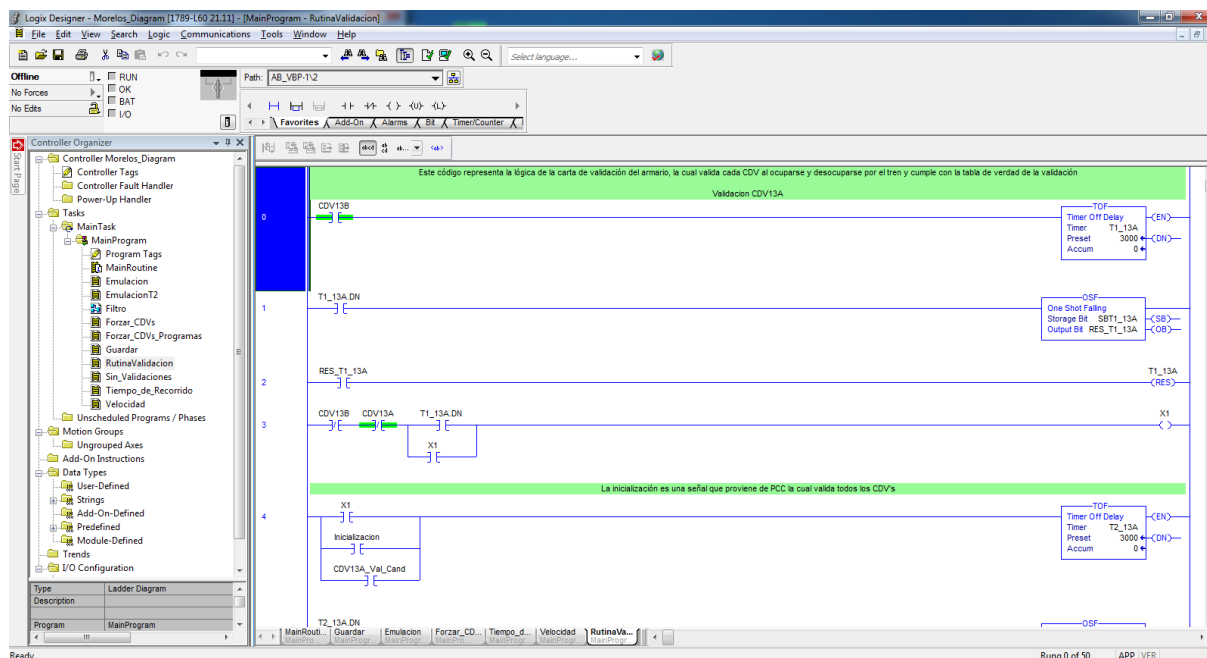 Logix Designer - Morelos_Diagram [1789-L60 21.11] - [MainProgram - RutinaValidacion]
File Edit View Search Logic Communications Tools Window Help
Select language...
Offline
RUN
No Forces
OK
No Edits
BAT
I/O
Path: AB_VBP-1\2
Favorites Add-On Alarms Bit Timer/Counter
Start Page
Controller Organizer
Controller Morelos_Diagram
Controller Tags
Controller Fault Handler
Power-Up Handler
Tasks
MainTask
MainProgram
Program Tags
MainRoutine
Emulacion
EmulacionT2
Filtro
Forzar_CDVs
Forzar_CDVs_Programas
Guardar
RutinaValidacion
Sin_Validaciones
Tiempo_de_Recorrido
Velocidad
Unscheduled Programs / Phases
Motion Groups
Ungrouped Axes
Add-On Instructions
Data Types
User-Defined
Strings
Add-On-Defined
Predefined
Module-Defined
Trends
I/O Configuration
Type Ladder Diagram
Description
Program MainProgram
Este código representa la lógica de la carta de validación del armario, la cual valida cada CDV al ocuparse y desocuparse por el tren y cumple con la tabla de verdad de la validación
Validacion CDV13A
0
CDV13B
TOF
Timer Off Delay (EN)
Timer T1_13A
Preset 3000 (DN)
Accum 0
1
T1_13A.DN
OSF
One Shot Falling
Storage Bit SBT1_13A (SB)
Output Bit RES_T1_13A (OB)
2
RES_T1_13A
T1_13A
(RES)
3
CDV13B CDV13A T1_13A.DN
X1
X1
La inicialización es una señal que proviene de PCC la cual valida todos los CDV's
4
X1
Inicializacion
CDV13A_Val_Cand
TOF
Timer Off Delay (EN)
Timer T2_13A
Preset 3000 (DN)
Accum 0
T2_13A.DN
OSF
MainRouti... Guardar Emulacion Forzar_CD... Tiempo_d... Velocidad RutinaVa...
Ready
Rung 0 of 50 APP VER